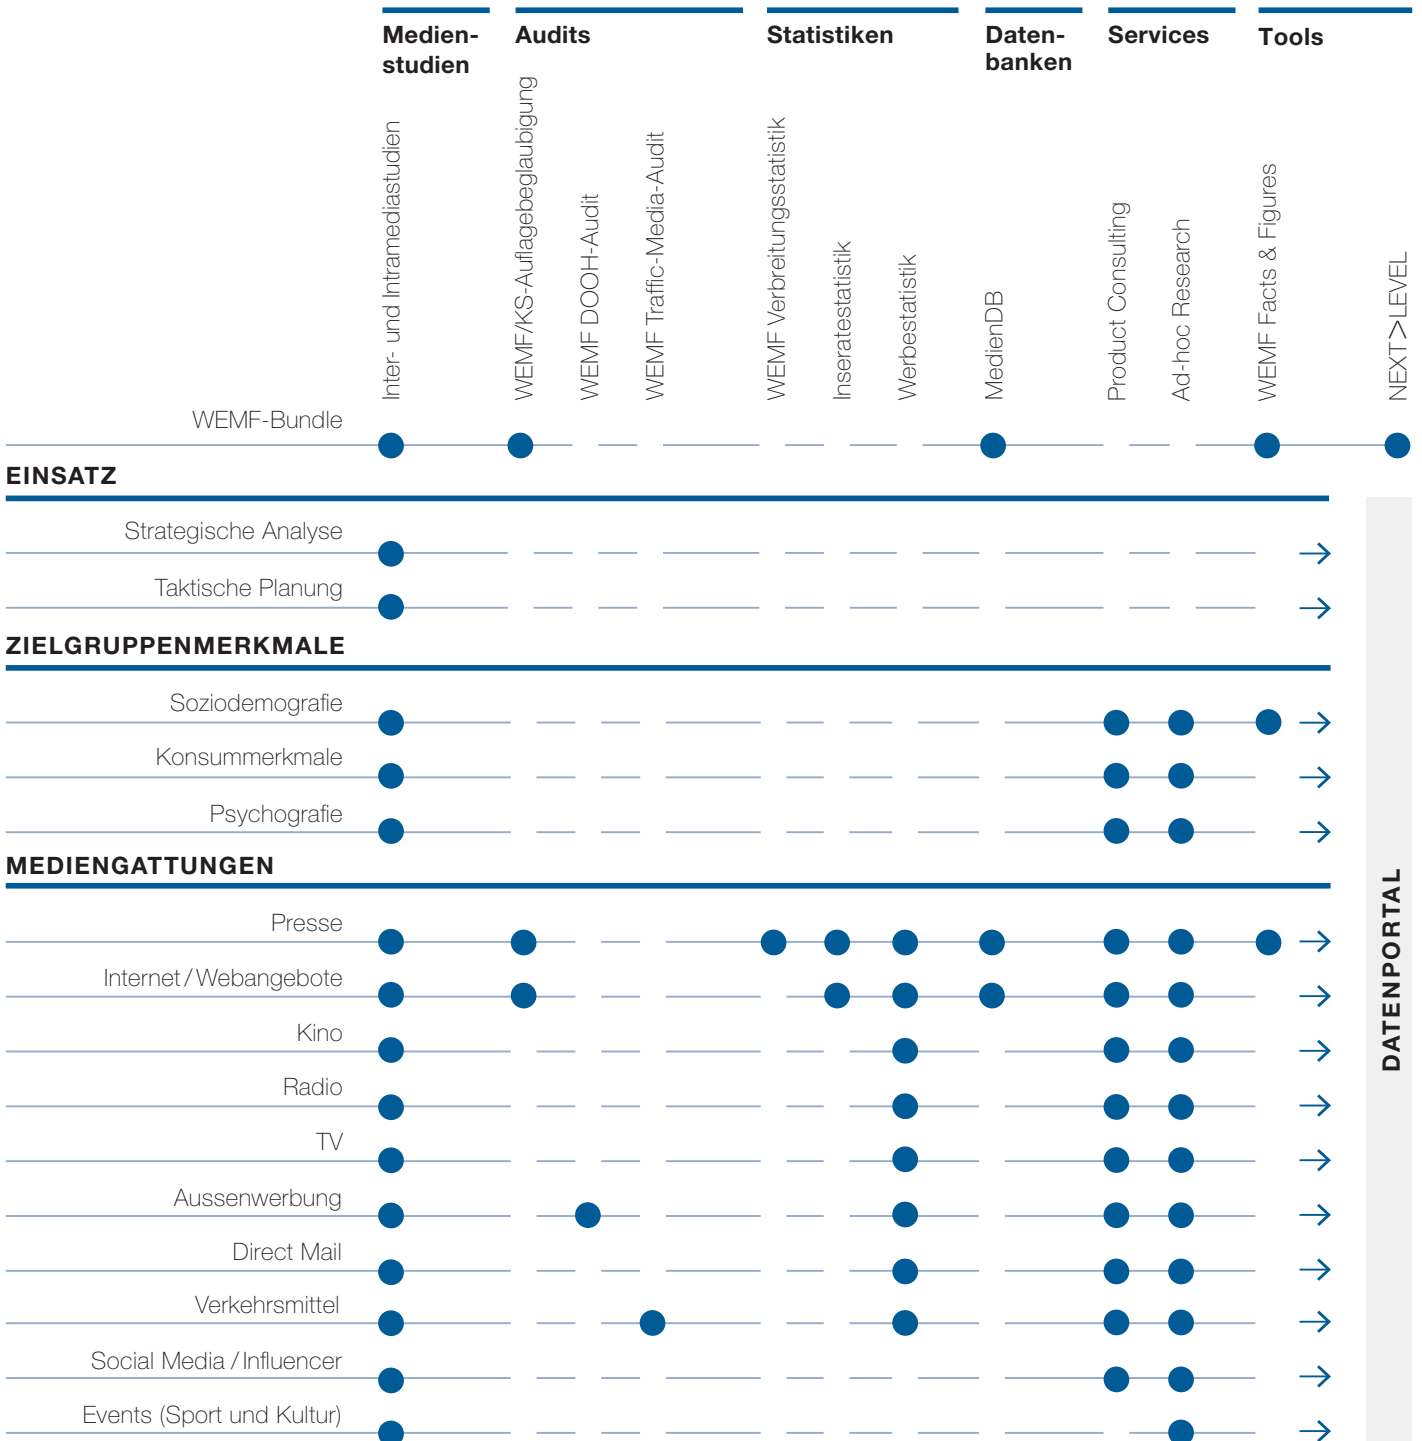 Medien-
studien
Audits
Statistiken
Daten-
banken
Services
Tools
Inter- und Intramediastudien
WEMF/KS-Auflagebeglaubigung
WEMF DOOH-Audit
WEMF Traffic-Media-Audit
WEMF Verbreitungsstatistik
Inseratestatistik
Werbestatistik
MedienDB
Product Consulting
Ad-hoc Research
WEMF Facts & Figures
NEXT>LEVEL
WEMF-Bundle
EINSATZ
Strategische Analyse
Taktische Planung
ZIELGRUPPENMERKMALE
Soziodemografie
Konsummerkmale
Psychografie
MEDIENGATTUNGEN
Presse
Internet / Webangebote
Kino
Radio
TV
Aussenwerbung
Direct Mail
Verkehrsmittel
Social Media / Influencer
Events (Sport und Kultur)
DATENPORTAL